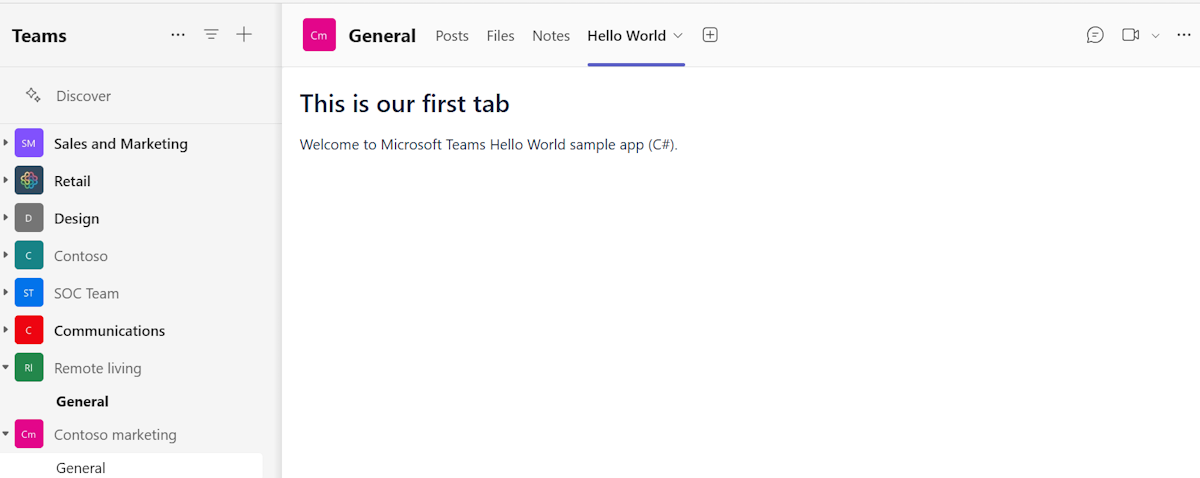 Teams
Cm General Posts Files Notes Hello World
Discover
SM Sales and Marketing
Retail
D Design
C Contoso
ST SOC Team
C Communications
Rl Remote living
General
Cm Contoso marketing
General
This is our first tab
Welcome to Microsoft Teams Hello World sample app (C#).